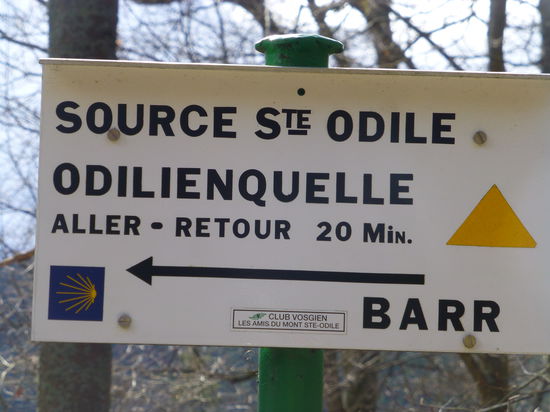 SOURCE STE ODILE
ODILIENQUELLE
ALLER - RETOUR 20 MIN.
BARR
CLUB VOSGIEN
LES AMIS DU MONT STE-ODILE